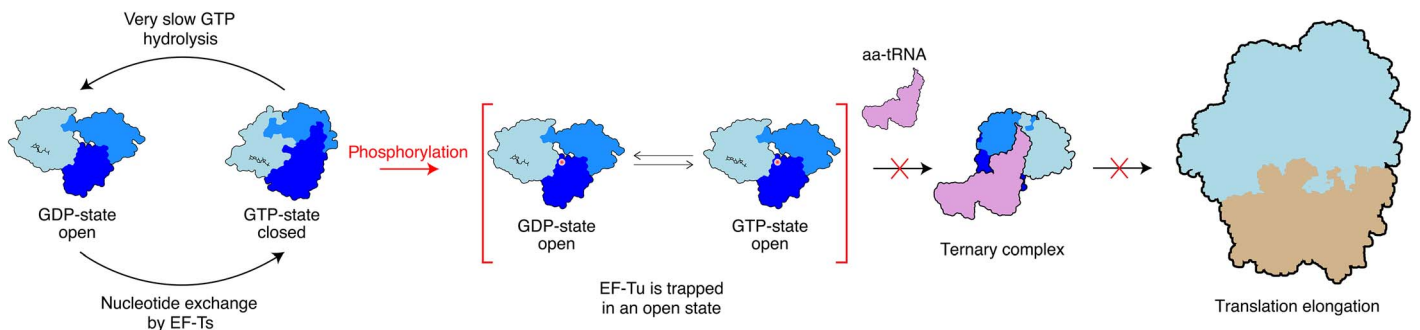 Very slow GTP
hydrolysis
GDP-state
open
GTP-state
closed
Nucleotide exchange
by EF-Ts
Phosphorylation
GDP-state
open
GTP-state
open
EF-Tu is trapped
in an open state
aa-tRNA
Ternary complex
Translation elongation